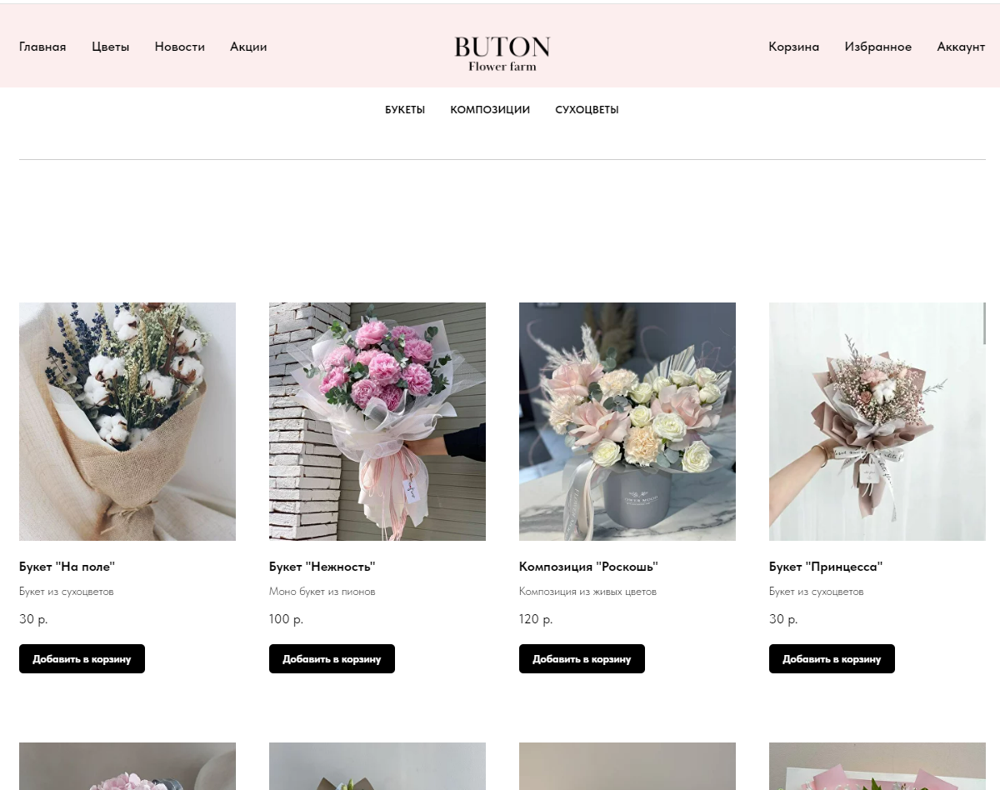 Главная Цветы Новости Акции
BUTON
Flower farm
Корзина Избранное Аккаунт
БУКЕТЫ КОМПОЗИЦИИ СУХОЦВЕТЫ
Букет "На поле"
Букет из сухоцветов
30 р.
Добавить в корзину
Букет "Нежность"
Моно букет из пионов
100 р.
Добавить в корзину
Композиция "Роскошь"
Композиция из живых цветов
120 р.
Добавить в корзину
Букет "Принцесса"
Букет из сухоцветов
30 р.
Добавить в корзину